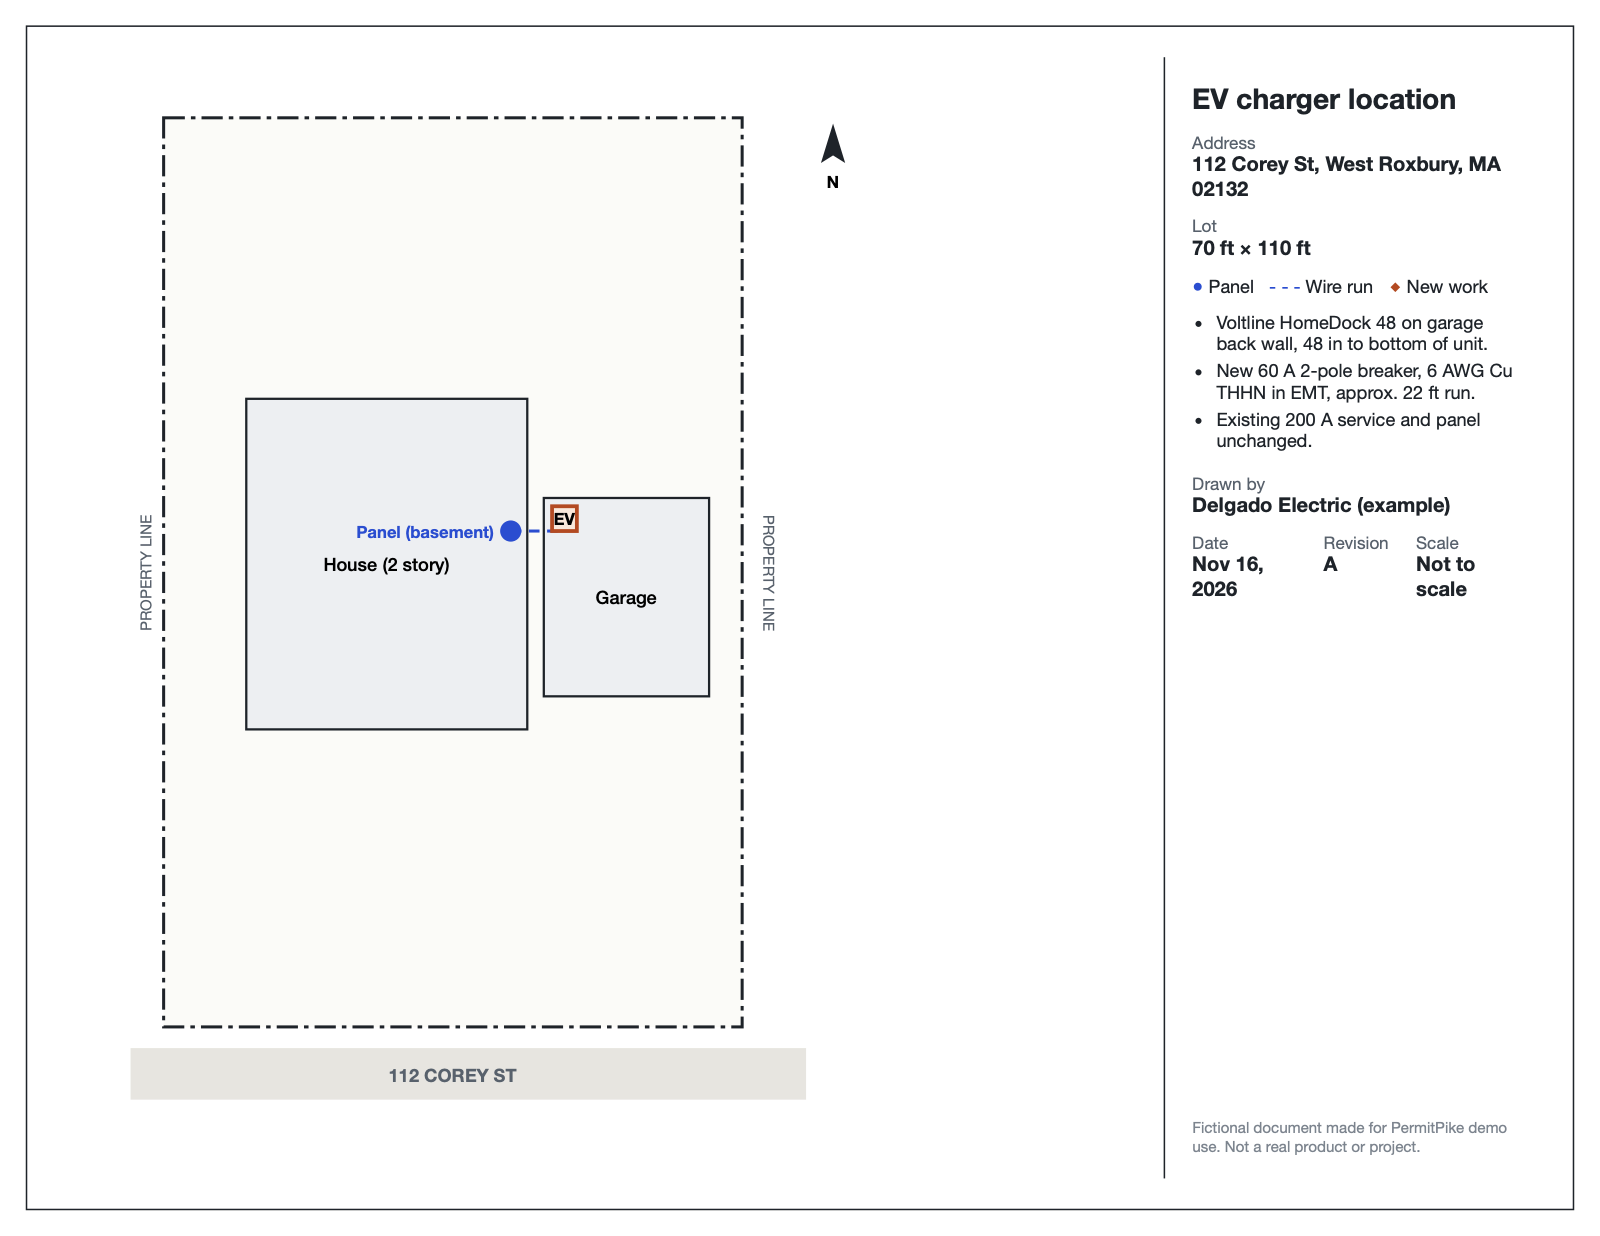 N
PROPERTY LINE
PROPERTY LINE
Panel (basement)
House (2 story)
EV
Garage
112 COREY ST
EV charger location
Address
112 Corey St, West Roxbury, MA
02132
Lot
70 ft × 110 ft
Panel
Wire run
New work
Voltline HomeDock 48 on garage
back wall, 48 in to bottom of unit.
New 60 A 2-pole breaker, 6 AWG Cu
THHN in EMT, approx. 22 ft run.
Existing 200 A service and panel
unchanged.
Drawn by
Delgado Electric (example)
Date
Nov 16,
2026
Revision
A
Scale
Not to
scale
Fictional document made for PermitPike demo
use. Not a real product or project.